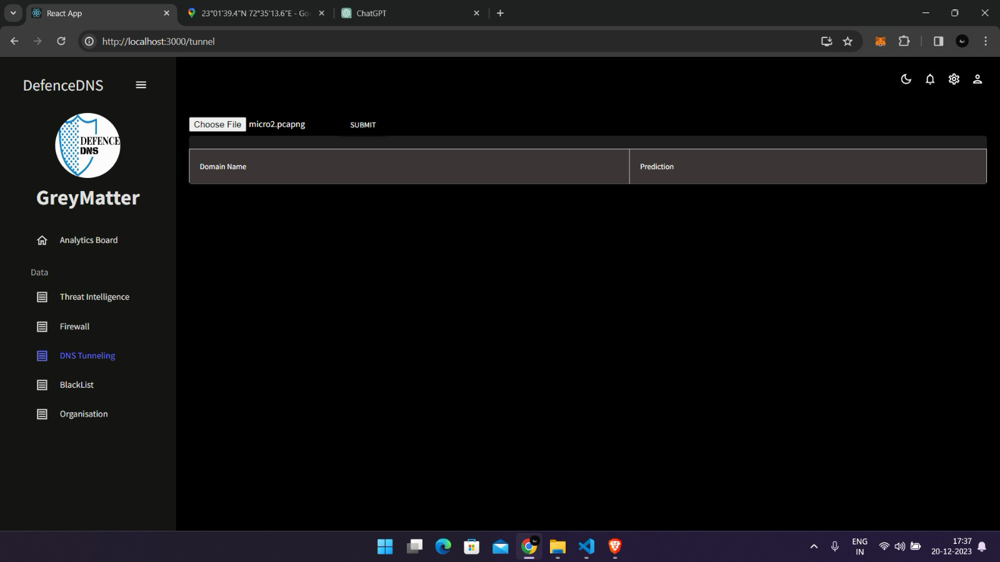 React App
23°01'39.4"N 72°35'13.6"E - Go
ChatGPT
http://localhost:3000/tunnel
DefenceDNS
DEFENCE
DNS
GreyMatter
Analytics Board
Data
Threat Intelligence
Firewall
DNS Tunneling
BlackList
Organisation
Choose File micro2.pcapng SUBMIT
Domain Name Prediction
ENG
IN
17:37
20-12-2023